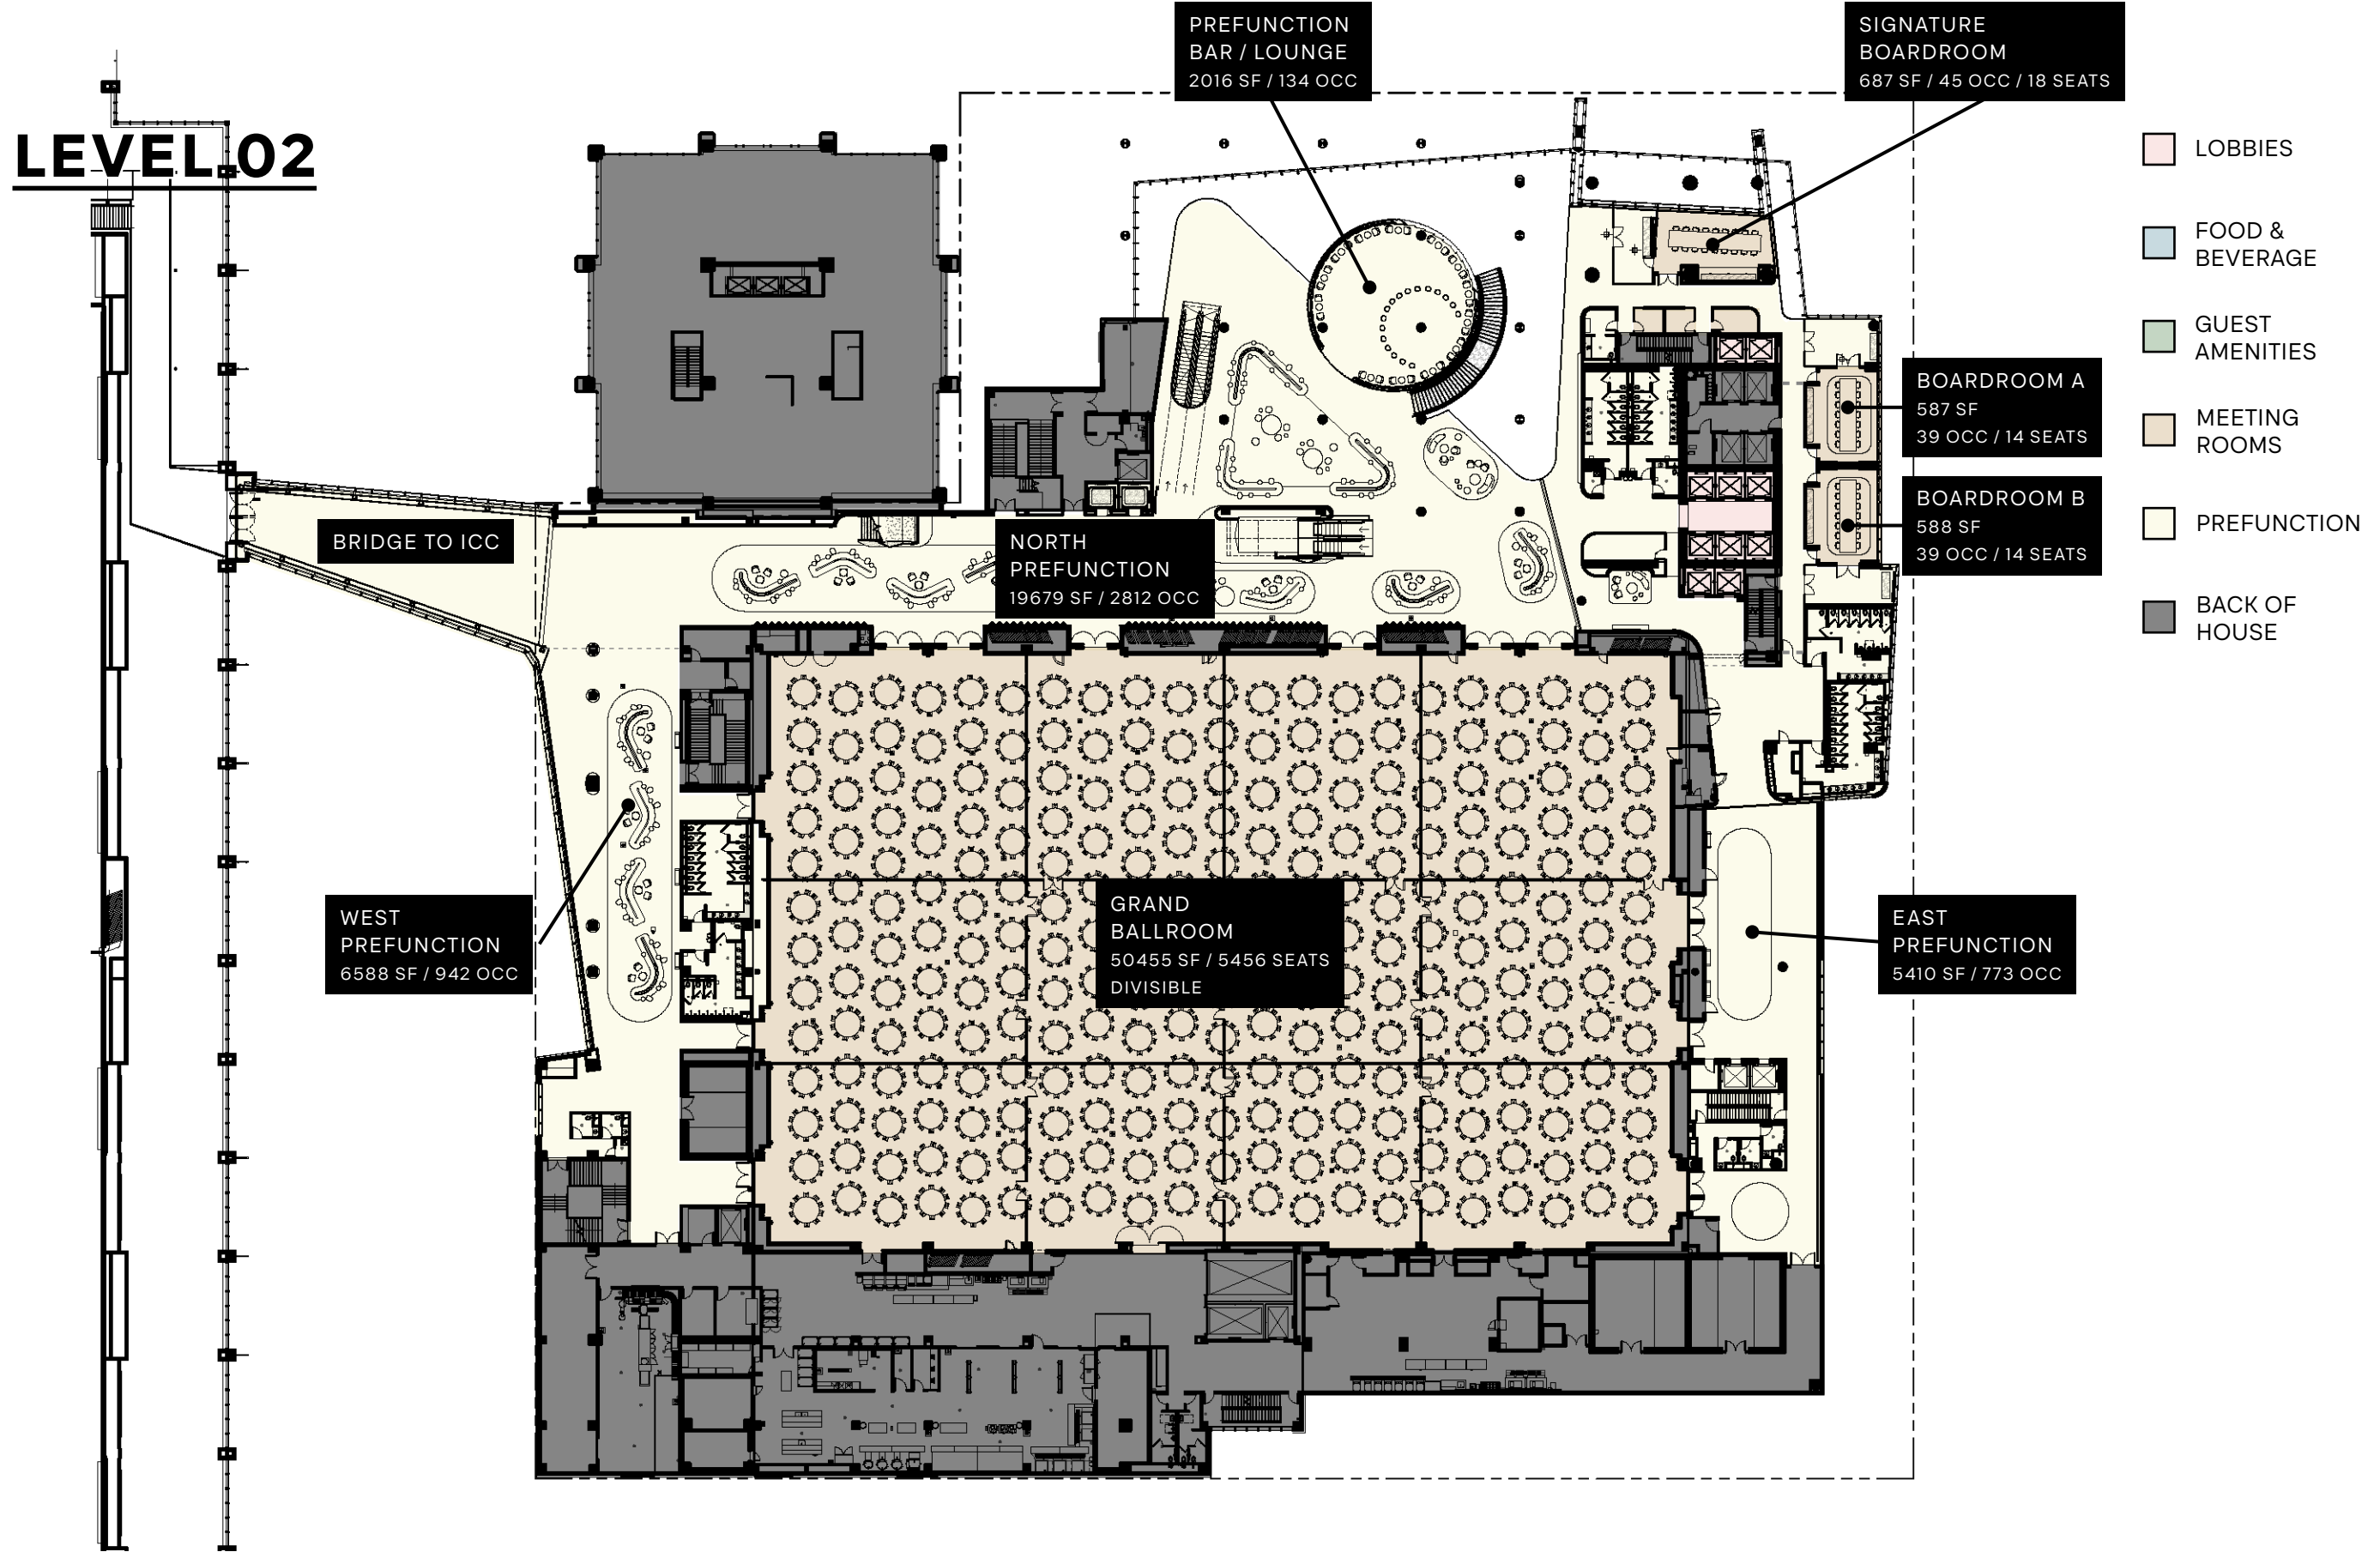 LEVEL 02
PREFUNCTION
BAR / LOUNGE
2016 SF / 134 OCC
SIGNATURE
BOARDROOM
687 SF / 45 OCC / 18 SEATS
LOBBIES
FOOD &
BEVERAGE
GUEST
AMENITIES
MEETING
ROOMS
PREFUNCTION
BACK OF
HOUSE
BOARDROOM A
587 SF
39 OCC / 14 SEATS
BOARDROOM B
588 SF
39 OCC / 14 SEATS
BRIDGE TO ICC
NORTH
PREFUNCTION
19679 SF / 2812 OCC
WEST
PREFUNCTION
6588 SF / 942 OCC
GRAND
BALLROOM
50455 SF / 5456 SEATS
DIVISIBLE
EAST
PREFUNCTION
5410 SF / 773 OCC